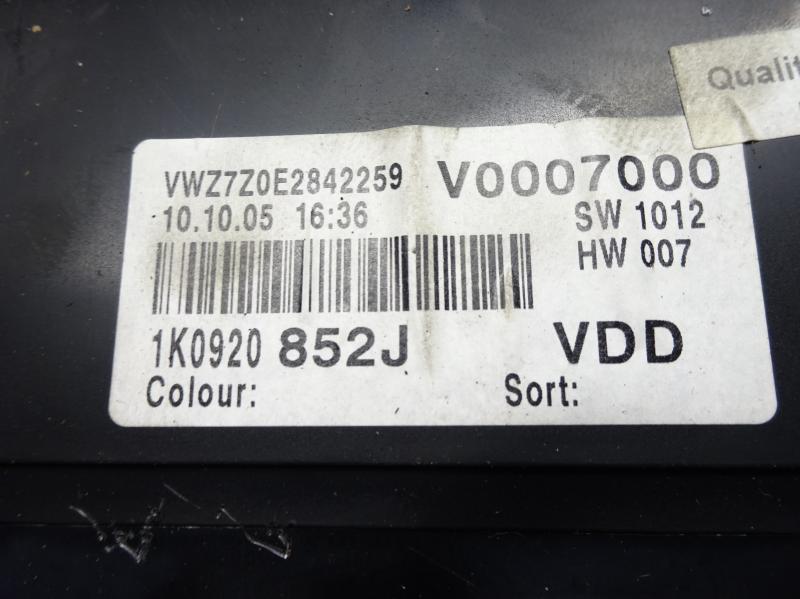 Qualit
VWZ7Z0E2842259 V0007000
10.10.05 16:36 SW 1012
HW 007
1K0920 852J VDD
Colour: Sort: